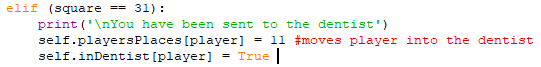 elif (square == 31):
    print('\nYou have been sent to the dentist')
    self.playersPlaces[player] = 11 #moves player into the dentist
    self.inDentist[player] = True